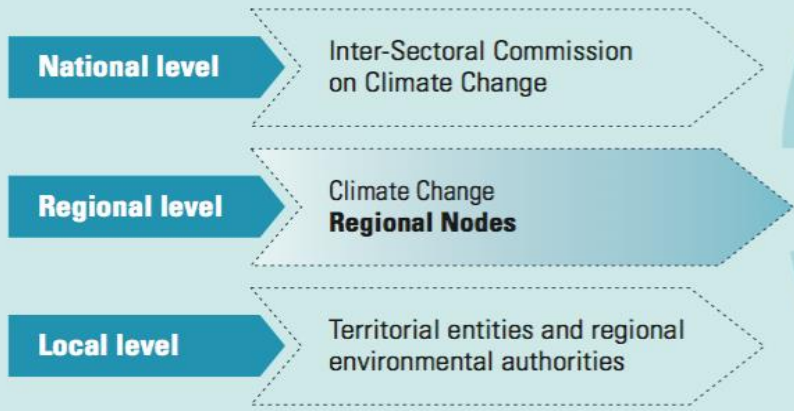 National level
Inter-Sectoral Commission
on Climate Change
Regional level
Climate Change
Regional Nodes
Local level
Territorial entities and regional
environmental authorities